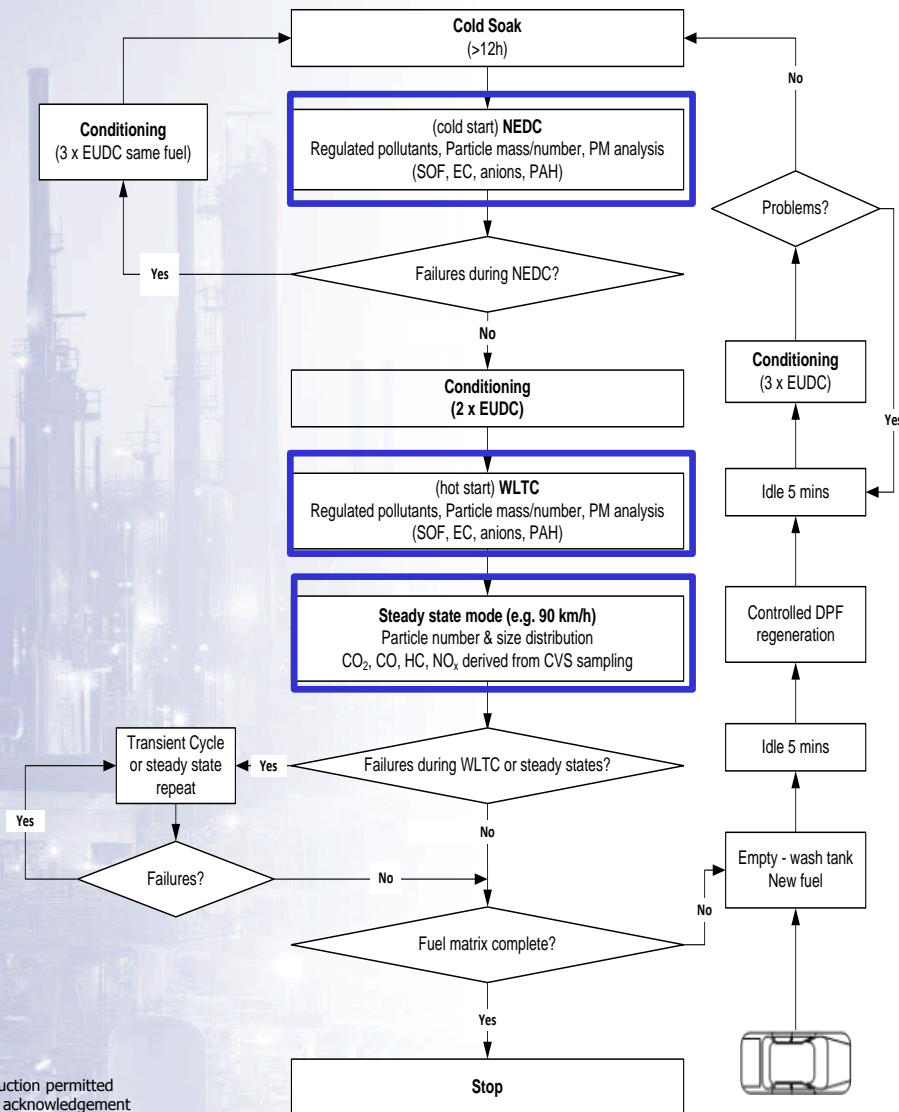 Cold Soak
(>12h)
No
Conditioning
(3 x EUDC same fuel)
(cold start) NEDC
Regulated pollutants, Particle mass/number, PM analysis
(SOF, EC, anions, PAH)
Problems?
Yes
Failures during NEDC?
No
Conditioning
(3 x EUDC)
Conditioning
(2 x EUDC)
Yes
(hot start) WLTC
Regulated pollutants, Particle mass/number, PM analysis
(SOF, EC, anions, PAH)
Idle 5 mins
Steady state mode (e.g. 90 km/h)
Particle number & size distribution
CO₂, CO, HC, NOₓ derived from CVS sampling
Controlled DPF
regeneration
Transient Cycle
or steady state
repeat
Yes
Failures during WLTC or steady states?
Idle 5 mins
Yes
No
Empty - wash tank
New fuel
Failures?
No
No
Fuel matrix complete?
Yes
Stop
uction permitted
acknowledgement